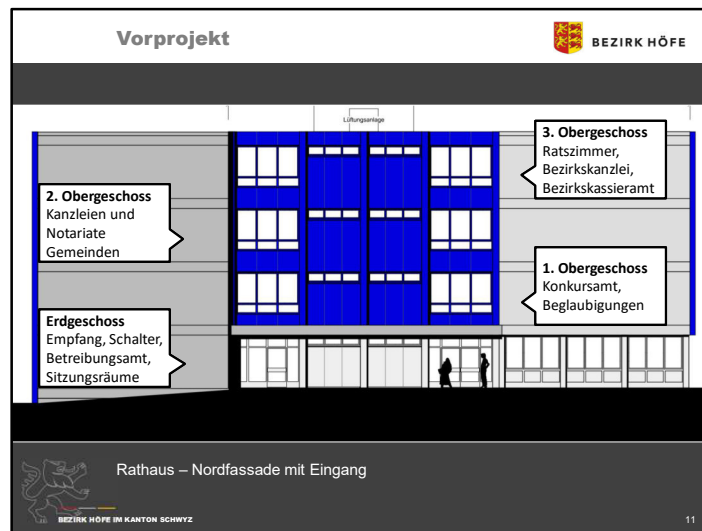 Vorprojekt
BEZIRK HÖFE
Lüftungsanlage
3. Obergeschoss
Ratszimmer,
Bezirkskanzlei,
Bezirkskassieramt
2. Obergeschoss
Kanzleien und
Notariate
Gemeinden
1. Obergeschoss
Konkursamt,
Beglaubigungen
Erdgeschoss
Empfang, Schalter,
Betreibungsamt,
Sitzungsräume
Rathaus – Nordfassade mit Eingang
BEZIRK HÖFE IM KANTON SCHWYZ
11